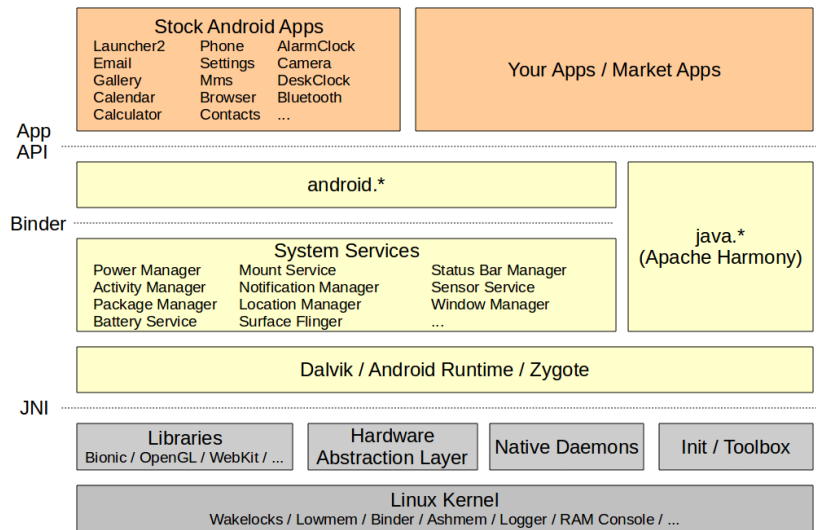 Stock Android Apps
Launcher2 Phone AlarmClock
Email Settings Camera
Gallery Mms DeskClock
Calendar Browser Bluetooth
Calculator Contacts ...
Your Apps / Market Apps
App
API
android.*
Binder
java.*
(Apache Harmony)
System Services
Power Manager Mount Service Status Bar Manager
Activity Manager Notification Manager Sensor Service
Package Manager Location Manager Window Manager
Battery Service Surface Flinger ...
Dalvik / Android Runtime / Zygote
JNI
Libraries
Bionic / OpenGL / WebKit / ...
Hardware
Abstraction Layer
Native Daemons
Init / Toolbox
Linux Kernel
Wakelocks / Lowmem / Binder / Ashmem / Logger / RAM Console / ...